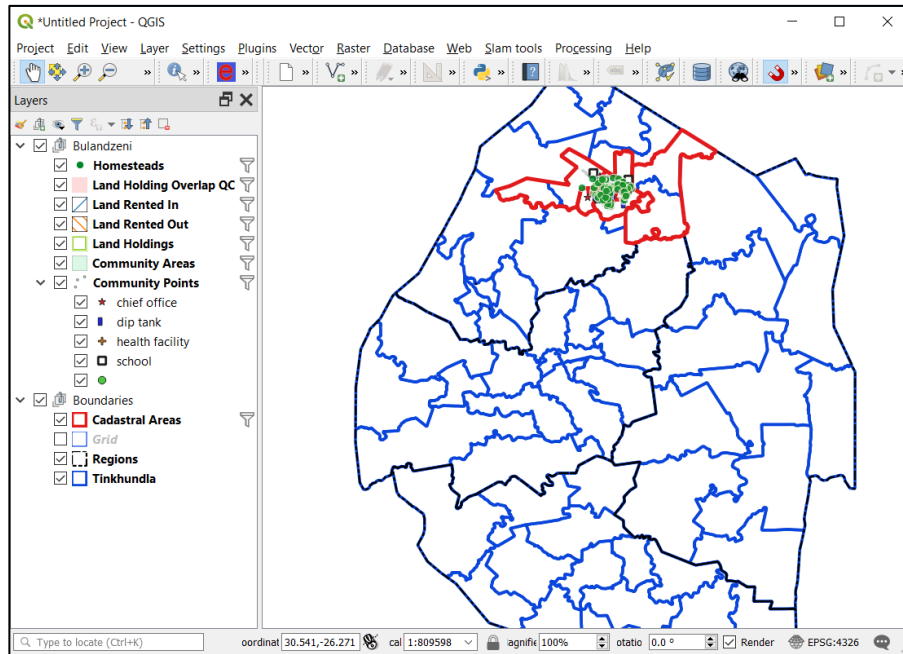 *Untitled Project - QGIS
Project Edit View Layer Settings Plugins Vector Raster Database Web Slam tools Processing Help
» » e » » » » » » » »
Layers
Bulandzeni
Homesteads
Land Holding Overlap QC
Land Rented In
Land Rented Out
Land Holdings
Community Areas
Community Points
chief office
dip tank
health facility
school
Boundaries
Cadastral Areas
Grid
Regions
Tinkhundla
Type to locate (Ctrl+K) oordinat 30.541,-26.271 cal 1:809598 agnifie 100% otatio 0.0 ° Render EPSG:4326